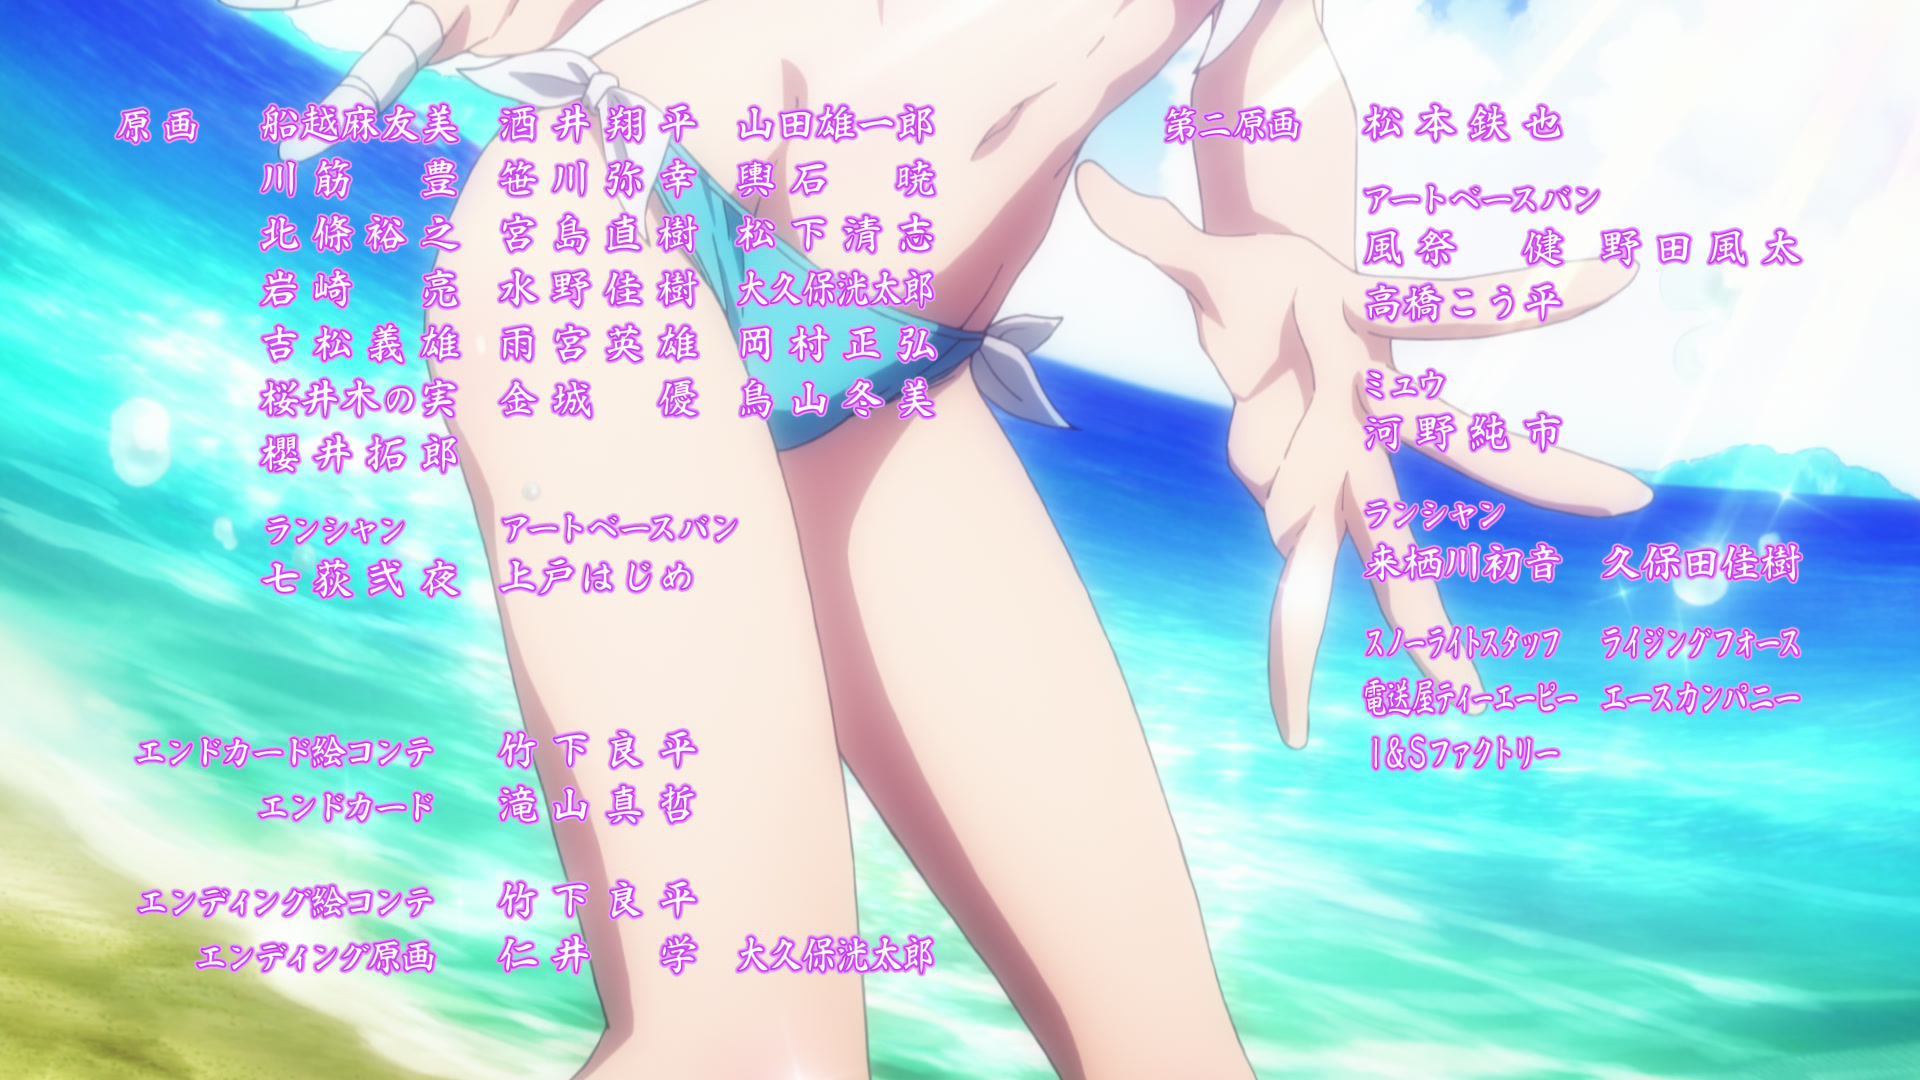 原画 船越麻友美 酒井翔平 山田雄一郎
川筋 豊 笹川弥幸 輿石 暁
北條裕之 宮島直樹 松下清志
岩崎 亮 水野佳樹 大久保洸太郎
吉松義雄 雨宮英雄 岡村正弘
桜井木の実 金城 優 鳥山冬美
櫻井拓郎
ランシャン アートベースバン
七荻弐夜 上戸はじめ
エンドカード絵コンテ 竹下良平
エンドカード 滝山真哲
エンディング絵コンテ 竹下良平
エンディング原画 仁井 学 大久保洸太郎
第二原画 松本鉄也
アートベースバン
風祭 健 野田風太
高橋こう平
ミュウ
河野純市
ランシャン
来栖川初音 久保田佳樹
スノーライトスタッフ ライジングフォース
電送屋ティーエーピー エースカンパニー
I&Sファクトリー